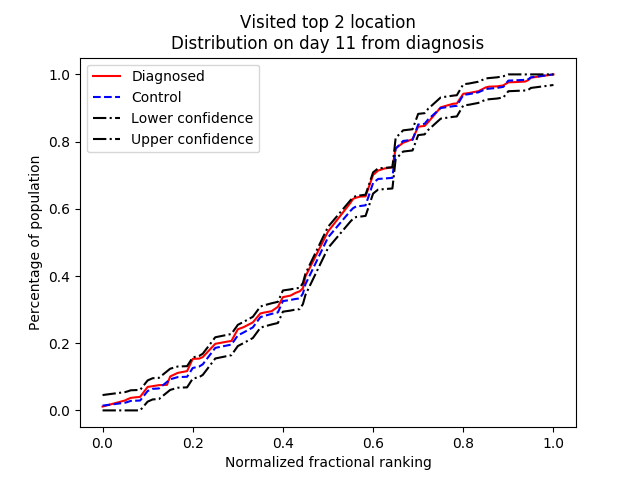 Visited top 2 location
Distribution on day 11 from diagnosis
Diagnosed
Control
Lower confidence
Upper confidence
Percentage of population
1.0
0.8
0.6
0.4
0.2
0.0
0.0 0.2 0.4 0.6 0.8 1.0
Normalized fractional ranking